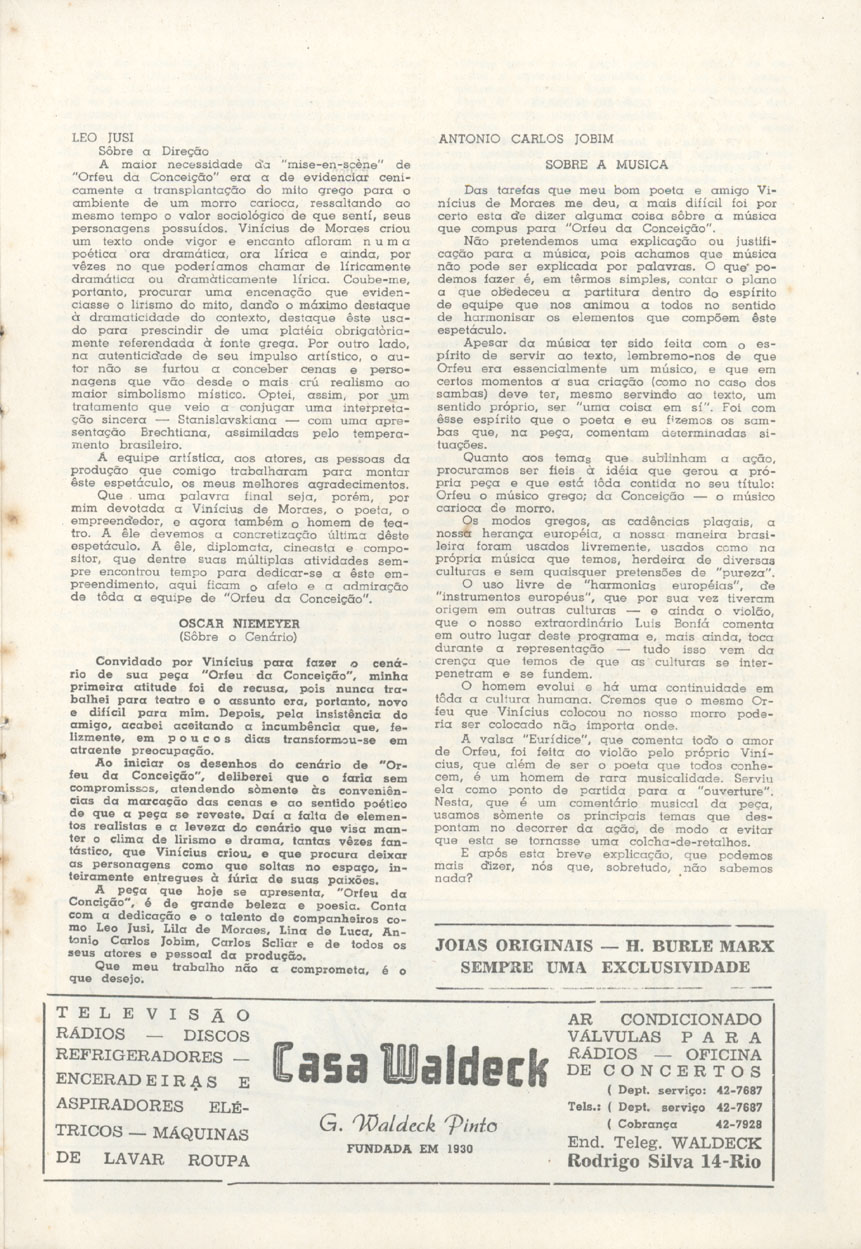 LEO JUSI
Sôbre a Direção
A maior necessidade da "mise-en-scène" de
"Orfeu da Conceição" era a de evidenciar ceni-
camente a transplantação do mito grego para o
ambiente de um morro carioca, ressaltando ao
mesmo tempo o valor sociológico de que sentí, seus
personagens possuídos. Vinícius de Moraes criou
um texto onde vigor e encanto afloram numa
poética ora dramática, ora lírica e ainda, por
vêzes no que poderíamos chamar de liricamente
dramática ou dramàticamente lírica. Coube-me,
portanto, procurar uma encenação que eviden-
ciasse o lirismo do mito, dando o máximo destaque
à dramaticidade do contexto, destaque êste usa-
do para prescindir de uma platéia obrigatòria-
mente referendada à fonte grega. Por outro lado,
na autenticidade de seu impulso artístico, o au-
tor não se furtou a conceber cenas e perso-
nagens que vão desde o mais crú realismo ao
maior simbolismo místico. Optei, assim, por um
tratamento que veio a conjugar uma interpreta-
ção sincera — Stanislavskiana — com uma apre-
sentação Brechtiana, assimiladas pelo tempera-
mento brasileiro.
A equipe artística, aos atores, as pessoas da
produção que comigo trabalharam para montar
êste espetáculo, os meus melhores agradecimentos.
Que uma palavra final seja, porém, por
mim devotada a Vinícius de Moraes, o poeta, o
empreendedor, e agora também o homem de tea-
tro. A êle devemos a concretização última dêste
espetáculo. A êle, diplomata, cineasta e compo-
sitor, que dentre suas múltiplas atividades sem-
pre encontrou tempo para dedicar-se a êste em-
preendimento, aqui ficam o afeto e a admiração
de tôda a equipe de "Orfeu da Conceição".
OSCAR NIEMEYER
(Sôbre o Cenário)
Convidado por Vinícius para fazer o cená-
rio de sua peça "Orfeu da Conceição", minha
primeira atitude foi de recusa, pois nunca tra-
balhei para teatro e o assunto era, portanto, novo
e difícil para mim. Depois, pela insistência do
amigo, acabei aceitando a incumbência que, fe-
lizmente, em poucos dias transformou-se em
atraente preocupação.
Ao iniciar os desenhos do cenário de "Or-
feu da Conceição", deliberei que o faria sem
compromissos, atendendo sòmente às conveniên-
cias da marcação das cenas e ao sentido poético
de que a peça se reveste. Daí a falta de elemen-
tos realistas e a leveza do cenário que visa man-
ter o clima de lirismo e drama, tantas vêzes fan-
tástico, que Vinícius criou, e que procura deixar
as personagens como que soltas no espaço, in-
teiramente entregues à fúria de suas paixões.
A peça que hoje se apresenta, "Orfeu da
Conceição", é de grande beleza e poesia. Conta
com a dedicação e o talento de companheiros co-
mo Leo Jusi, Lila de Moraes, Lina de Luca, An-
tonio Carlos Jobim, Carlos Scliar e de todos os
seus atores e pessoal da produção.
Que meu trabalho não a comprometa, é o
que desejo.
ANTONIO CARLOS JOBIM
SOBRE A MUSICA
Das tarefas que meu bom poeta e amigo Vi-
nícius de Moraes me deu, a mais difícil foi por
certo esta de dizer alguma coisa sôbre a música
que compus para "Orfeu da Conceição".
Não pretendemos uma explicação ou justifi-
cação para a música, pois achamos que música
não pode ser explicada por palavras. O que po-
demos fazer é, em têrmos simples, contar o plano
a que obedeceu a partitura dentro do espírito
de equipe que nos animou a todos no sentido
de harmonisar os elementos que compõem êste
espetáculo.
Apesar da música ter sido feita com o es-
pírito de servir ao texto, lembremo-nos de que
Orfeu era essencialmente um músico, e que em
certos momentos a sua criação (como no caso dos
sambas) deve ter, mesmo servindo ao texto, um
sentido próprio, ser "uma coisa em sí". Foi com
êsse espírito que o poeta e eu fizemos os sam-
bas que, na peça, comentam determinadas si-
tuações.
Quanto aos temas que sublinham a ação,
procuramos ser fieis à idéia que gerou a pró-
pria peça e que está tôda contida no seu título:
Orfeu o músico grego; da Conceição — o músico
carioca de morro.
Os modos gregos, as cadências plagais, a
nossa herança européia, a nossa maneira brasi-
leira foram usados livremente, usados como na
própria música que temos, herdeira de diversas
culturas e sem quaisquer pretensões de "pureza".
O uso livre de "harmonias européias", de
"instrumentos européus", que por sua vez tiveram
origem em outras culturas — e ainda o violão,
que o nosso extraordinário Luis Bonfá comenta
em outro lugar deste programa e, mais ainda, toca
durante a representação — tudo isso vem da
crença que temos de que as culturas se inter-
penetram e se fundem.
O homem evolui e há uma continuidade em
tôda a cultura humana. Cremos que o mesmo Or-
feu que Vinícius colocou no nosso morro pode-
ria ser colocado não importa onde.
A valsa "Eurídice", que comenta todo o amor
de Orfeu, foi feita ao violão pelo próprio Viní-
cius, que além de ser o poeta que todos conhe-
cem, é um homem de rara musicalidade. Serviu
ela como ponto de partida para a "ouverture".
Nesta, que é um comentário musical da peça,
usamos sòmente os principais temas que des-
pontam no decorrer da ação, de modo a evitar
que esta se tornasse uma colcha-de-retalhos.
E após esta breve explicação, que podemos
mais dizer, nós que, sobretudo, não sabemos
nada?
JOIAS ORIGINAIS — H. BURLE MARX
SEMPRE UMA EXCLUSIVIDADE
TELEVISÃO
RÁDIOS — DISCOS
REFRIGERADORES —
ENCERADEIRAS E
ASPIRADORES ELÉ-
TRICOS — MÁQUINAS
DE LAVAR ROUPA
Casa Waldeck
G. Waldeck Pinto
FUNDADA EM 1930
AR CONDICIONADO
VÁLVULAS PARA
RÁDIOS — OFICINA
DE CONCERTOS
( Dept. serviço: 42-7687
Tels.: ( Dept. serviço 42-7687
( Cobrança 42-7928
End. Teleg. WALDECK
Rodrigo Silva 14-Rio